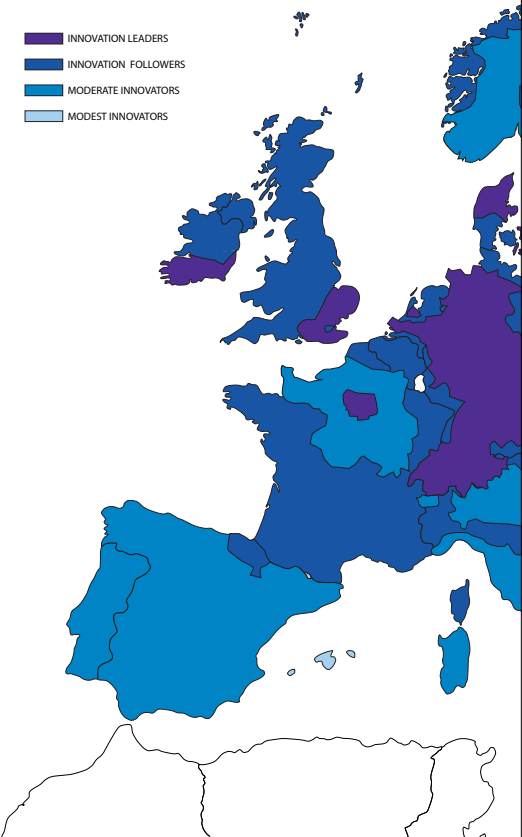 INNOVATION LEADERS
INNOVATION FOLLOWERS
MODERATE INNOVATORS
MODEST INNOVATORS